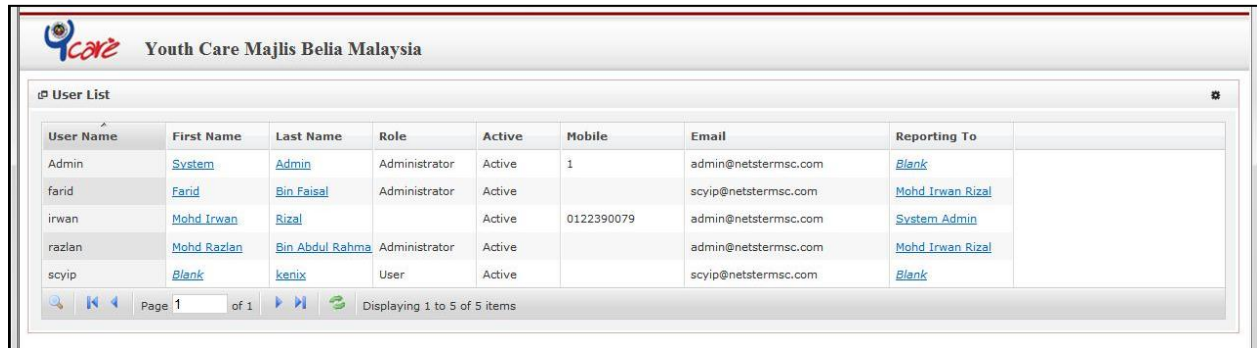 Ycare Youth Care Majlis Belia Malaysia
User List
User Name First Name Last Name Role Active Mobile Email Reporting To
Admin System Admin Administrator Active 1 admin@netstermsc.com Blank
farid Farid Bin Faisal Administrator Active scyip@netstermsc.com Mohd Irwan Rizal
irwan Mohd Irwan Rizal Active 0122390079 admin@netstermsc.com System Admin
razlan Mohd Razlan Bin Abdul Rahma Administrator Active admin@netstermsc.com Mohd Irwan Rizal
scyip Blank kenix User Active scyip@netstermsc.com Blank
Page 1 of 1 Displaying 1 to 5 of 5 items